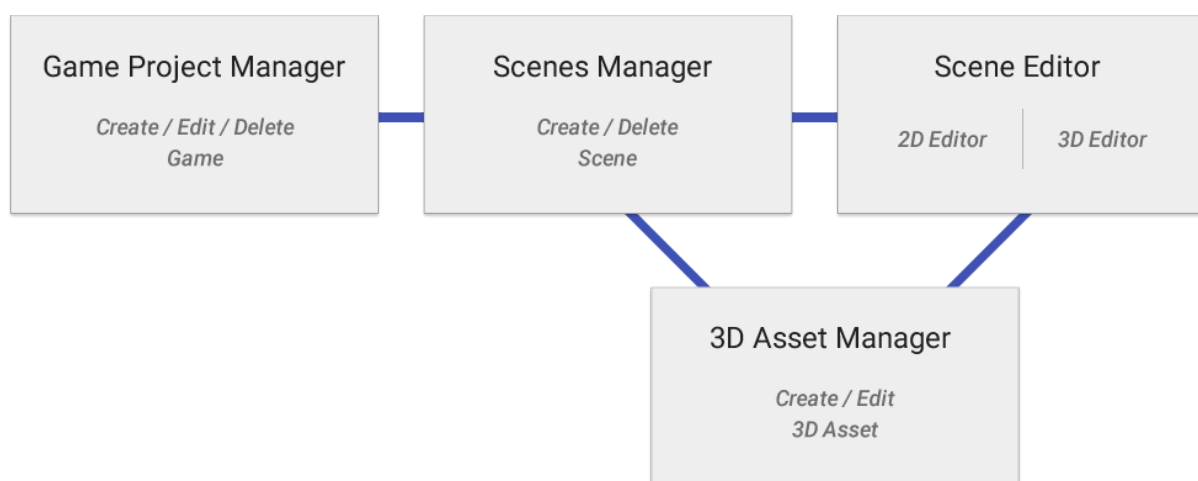 Game Project Manager
Create / Edit / Delete
Game
Scenes Manager
Create / Delete
Scene
Scene Editor
2D Editor
3D Editor
3D Asset Manager
Create / Edit
3D Asset